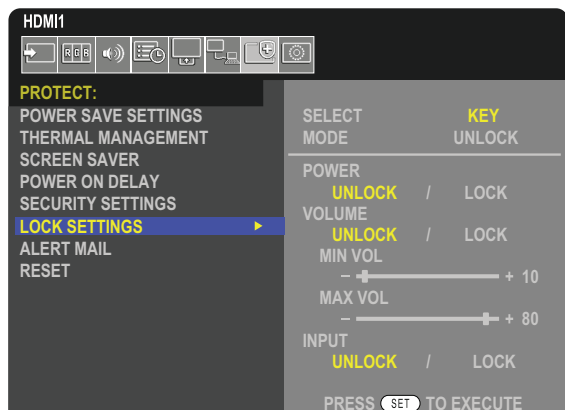 HDMI1
RGB
PROTECT:
POWER SAVE SETTINGS
THERMAL MANAGEMENT
SCREEN SAVER
POWER ON DELAY
SECURITY SETTINGS
LOCK SETTINGS
ALERT MAIL
RESET
SELECT KEY
MODE UNLOCK
POWER
UNLOCK / LOCK
VOLUME
UNLOCK / LOCK
MIN VOL
− + 10
MAX VOL
− + 80
INPUT
UNLOCK / LOCK
PRESS SET TO EXECUTE